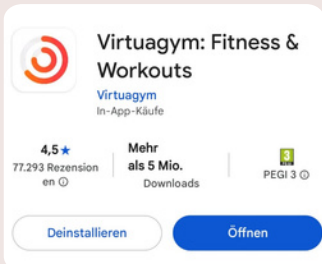 Virtuagym: Fitness &
Workouts
Virtuagym
In-App-Käufe
4,5★
77.293 Rezension
en ⓘ
Mehr
als 5 Mio.
Downloads
3
PEGI 3 ⓘ
Deinstallieren
Öffnen